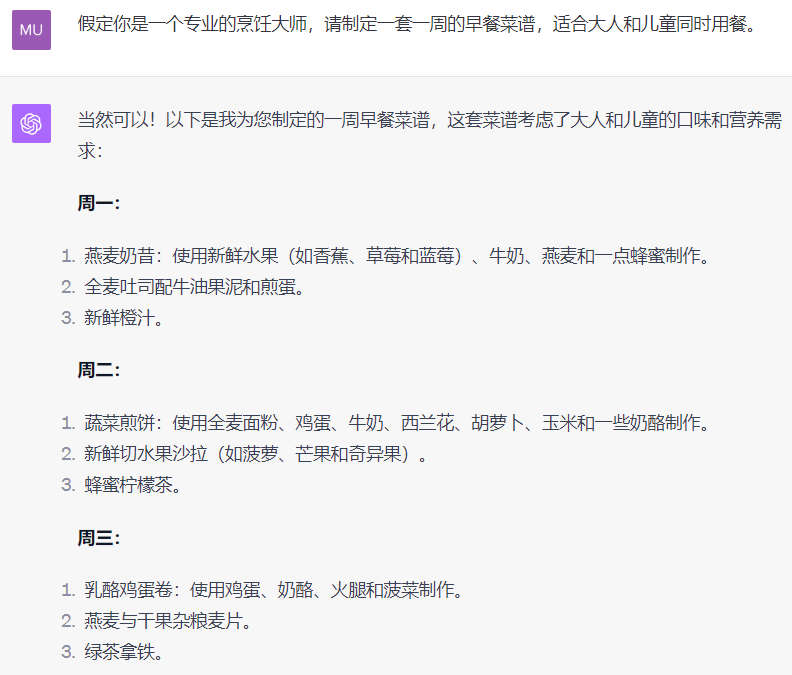 MU
假定你是一个专业的烹饪大师，请制定一套一周的早餐菜谱，适合大人和儿童同时用餐。
当然可以！以下是我为您制定的一周早餐菜谱，这套菜谱考虑了大人和儿童的口味和营养需
求：
周一：
1. 燕麦奶昔：使用新鲜水果（如香蕉、草莓和蓝莓）、牛奶、燕麦和一点蜂蜜制作。
2. 全麦吐司配牛油果泥和煎蛋。
3. 新鲜橙汁。
周二：
1. 蔬菜煎饼：使用全麦面粉、鸡蛋、牛奶、西兰花、胡萝卜、玉米和一些奶酪制作。
2. 新鲜切水果沙拉（如菠萝、芒果和奇异果）。
3. 蜂蜜柠檬茶。
周三：
1. 乳酪鸡蛋卷：使用鸡蛋、奶酪、火腿和菠菜制作。
2. 燕麦与干果杂粮麦片。
3. 绿茶拿铁。